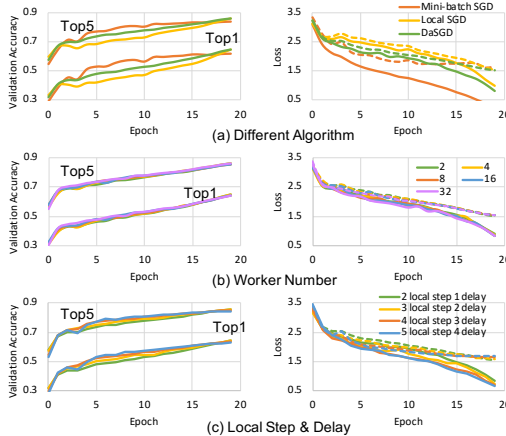 Validation Accuracy
0.9
0.7
0.5
0.3
Top5
Top1
0 5 10 15 20
Epoch
Loss
3.5
2.5
1.5
0.5
Mini-batch SGD
Local SGD
DaSGD
0 5 10 15 20
Epoch
(a) Different Algorithm
Validation Accuracy
0.9
0.7
0.5
0.3
Top5
Top1
0 5 10 15 20
Epoch
Loss
3.5
2.5
1.5
0.5
2 4
8 16
32
0 5 10 15 20
Epoch
(b) Worker Number
Validation Accuracy
0.9
0.7
0.5
0.3
Top5
Top1
0 5 10 15 20
Epoch
Loss
3.5
2.5
1.5
0.5
2 local step 1 delay
3 local step 2 delay
4 local step 3 delay
5 local step 4 delay
0 5 10 15 20
Epoch
(c) Local Step & Delay